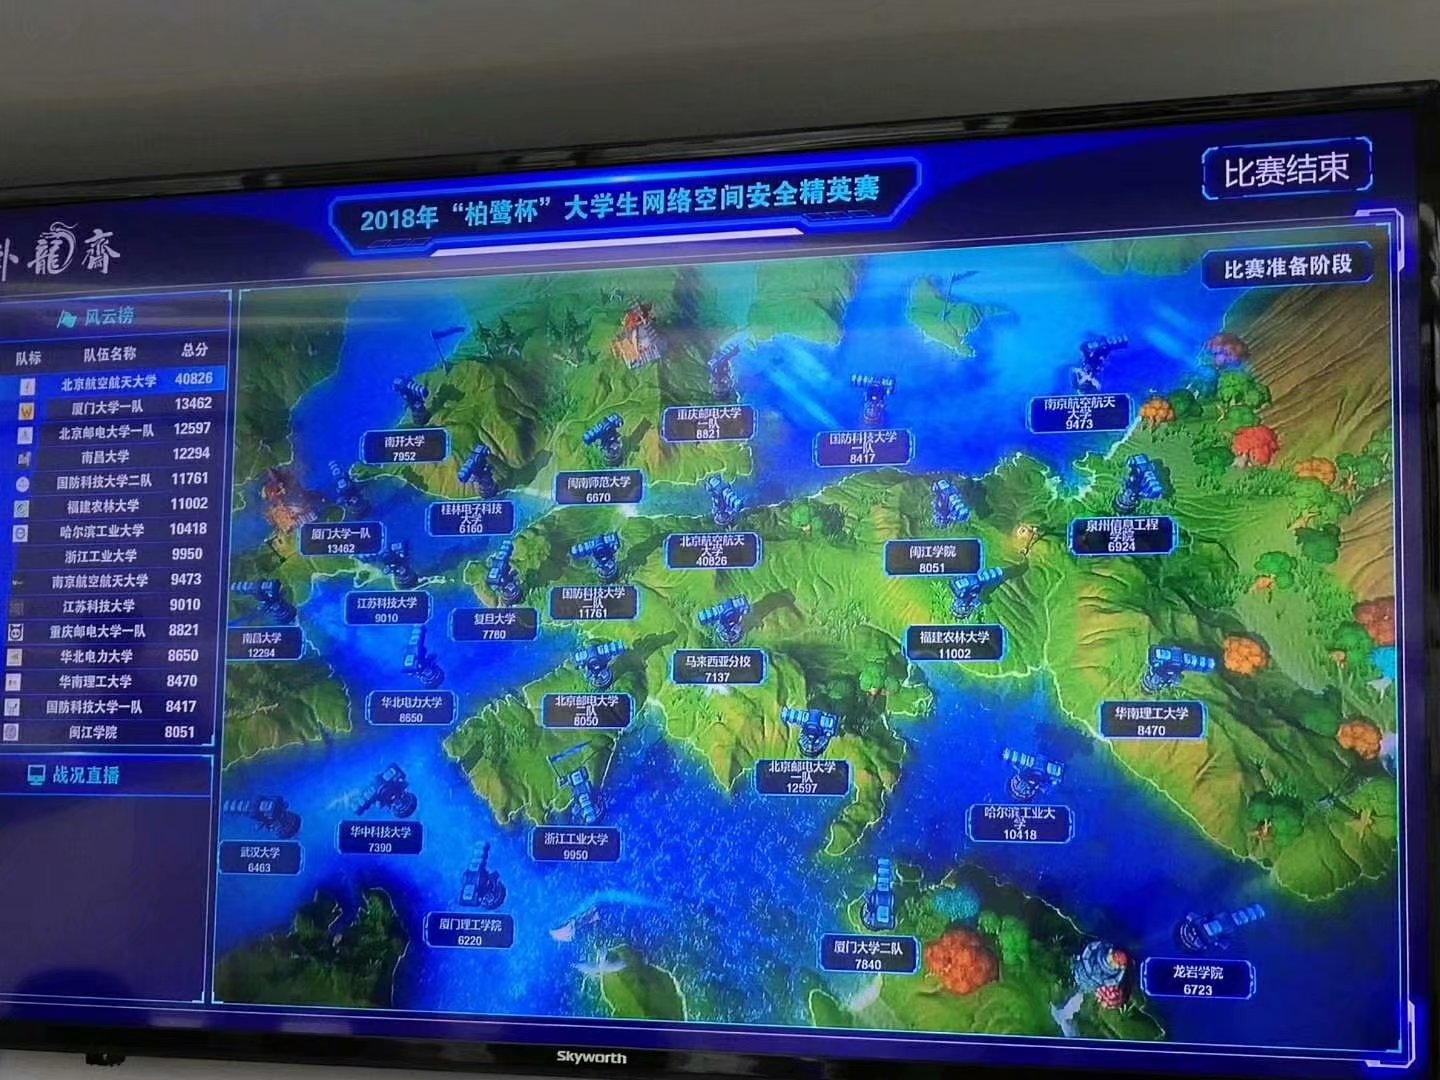 2018年“柏鹭杯”大学生网络空间安全精英赛
比赛结束
龍齋
比赛准备阶段
风云榜
队标 队伍名称 总分
北京航空航天大学 40826
厦门大学一队 13462
北京邮电大学一队 12597
南昌大学 12294
国防科技大学二队 11761
福建农林大学 11002
哈尔滨工业大学 10418
浙江工业大学 9950
南京航空航天大学 9473
江苏科技大学 9010
重庆邮电大学一队 8821
华北电力大学 8650
华南理工大学 8470
国防科技大学一队 8417
闽江学院 8051
战况直播
南开大学
7952
重庆邮电大学
一队
8821
国防科技大学
一队
8417
南京航空航天
大学
9473
闽南师范大学
6670
桂林电子科技
大学
6160
厦门大学一队
13462
北京航空航天
大学
40826
闽江学院
8051
泉州信息工程
学院
6924
江苏科技大学
9010
复旦大学
7780
国防科技大学
二队
11761
南昌大学
12294
马来西亚分校
7137
福建农林大学
11002
华北电力大学
8650
北京邮电大学
二队
8050
华南理工大学
8470
北京邮电大学
一队
12597
哈尔滨工业大
学
10418
武汉大学
6463
华中科技大学
7390
浙江工业大学
9950
厦门理工学院
6220
厦门大学二队
7840
龙岩学院
6723
Skyworth